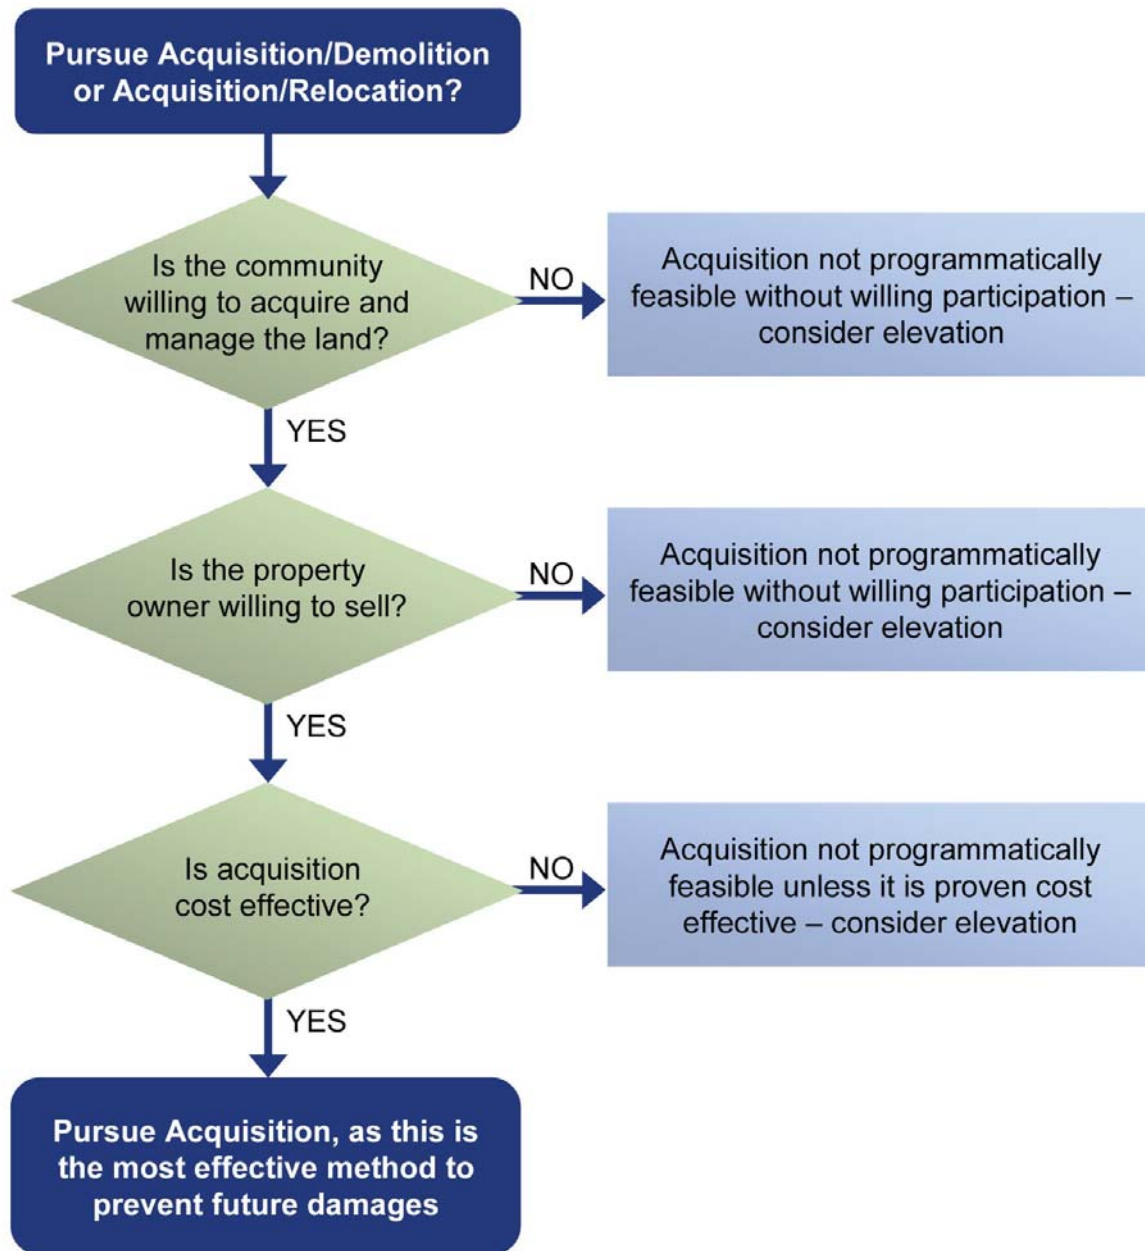 Pursue Acquisition/Demolition
or Acquisition/Relocation?
Is the community
willing to acquire and
manage the land?
NO
Acquisition not programmatically
feasible without willing participation –
consider elevation
YES
Is the property
owner willing to sell?
NO
Acquisition not programmatically
feasible without willing participation –
consider elevation
YES
Is acquisition
cost effective?
NO
Acquisition not programmatically
feasible unless it is proven cost
effective – consider elevation
YES
Pursue Acquisition, as this is
the most effective method to
prevent future damages